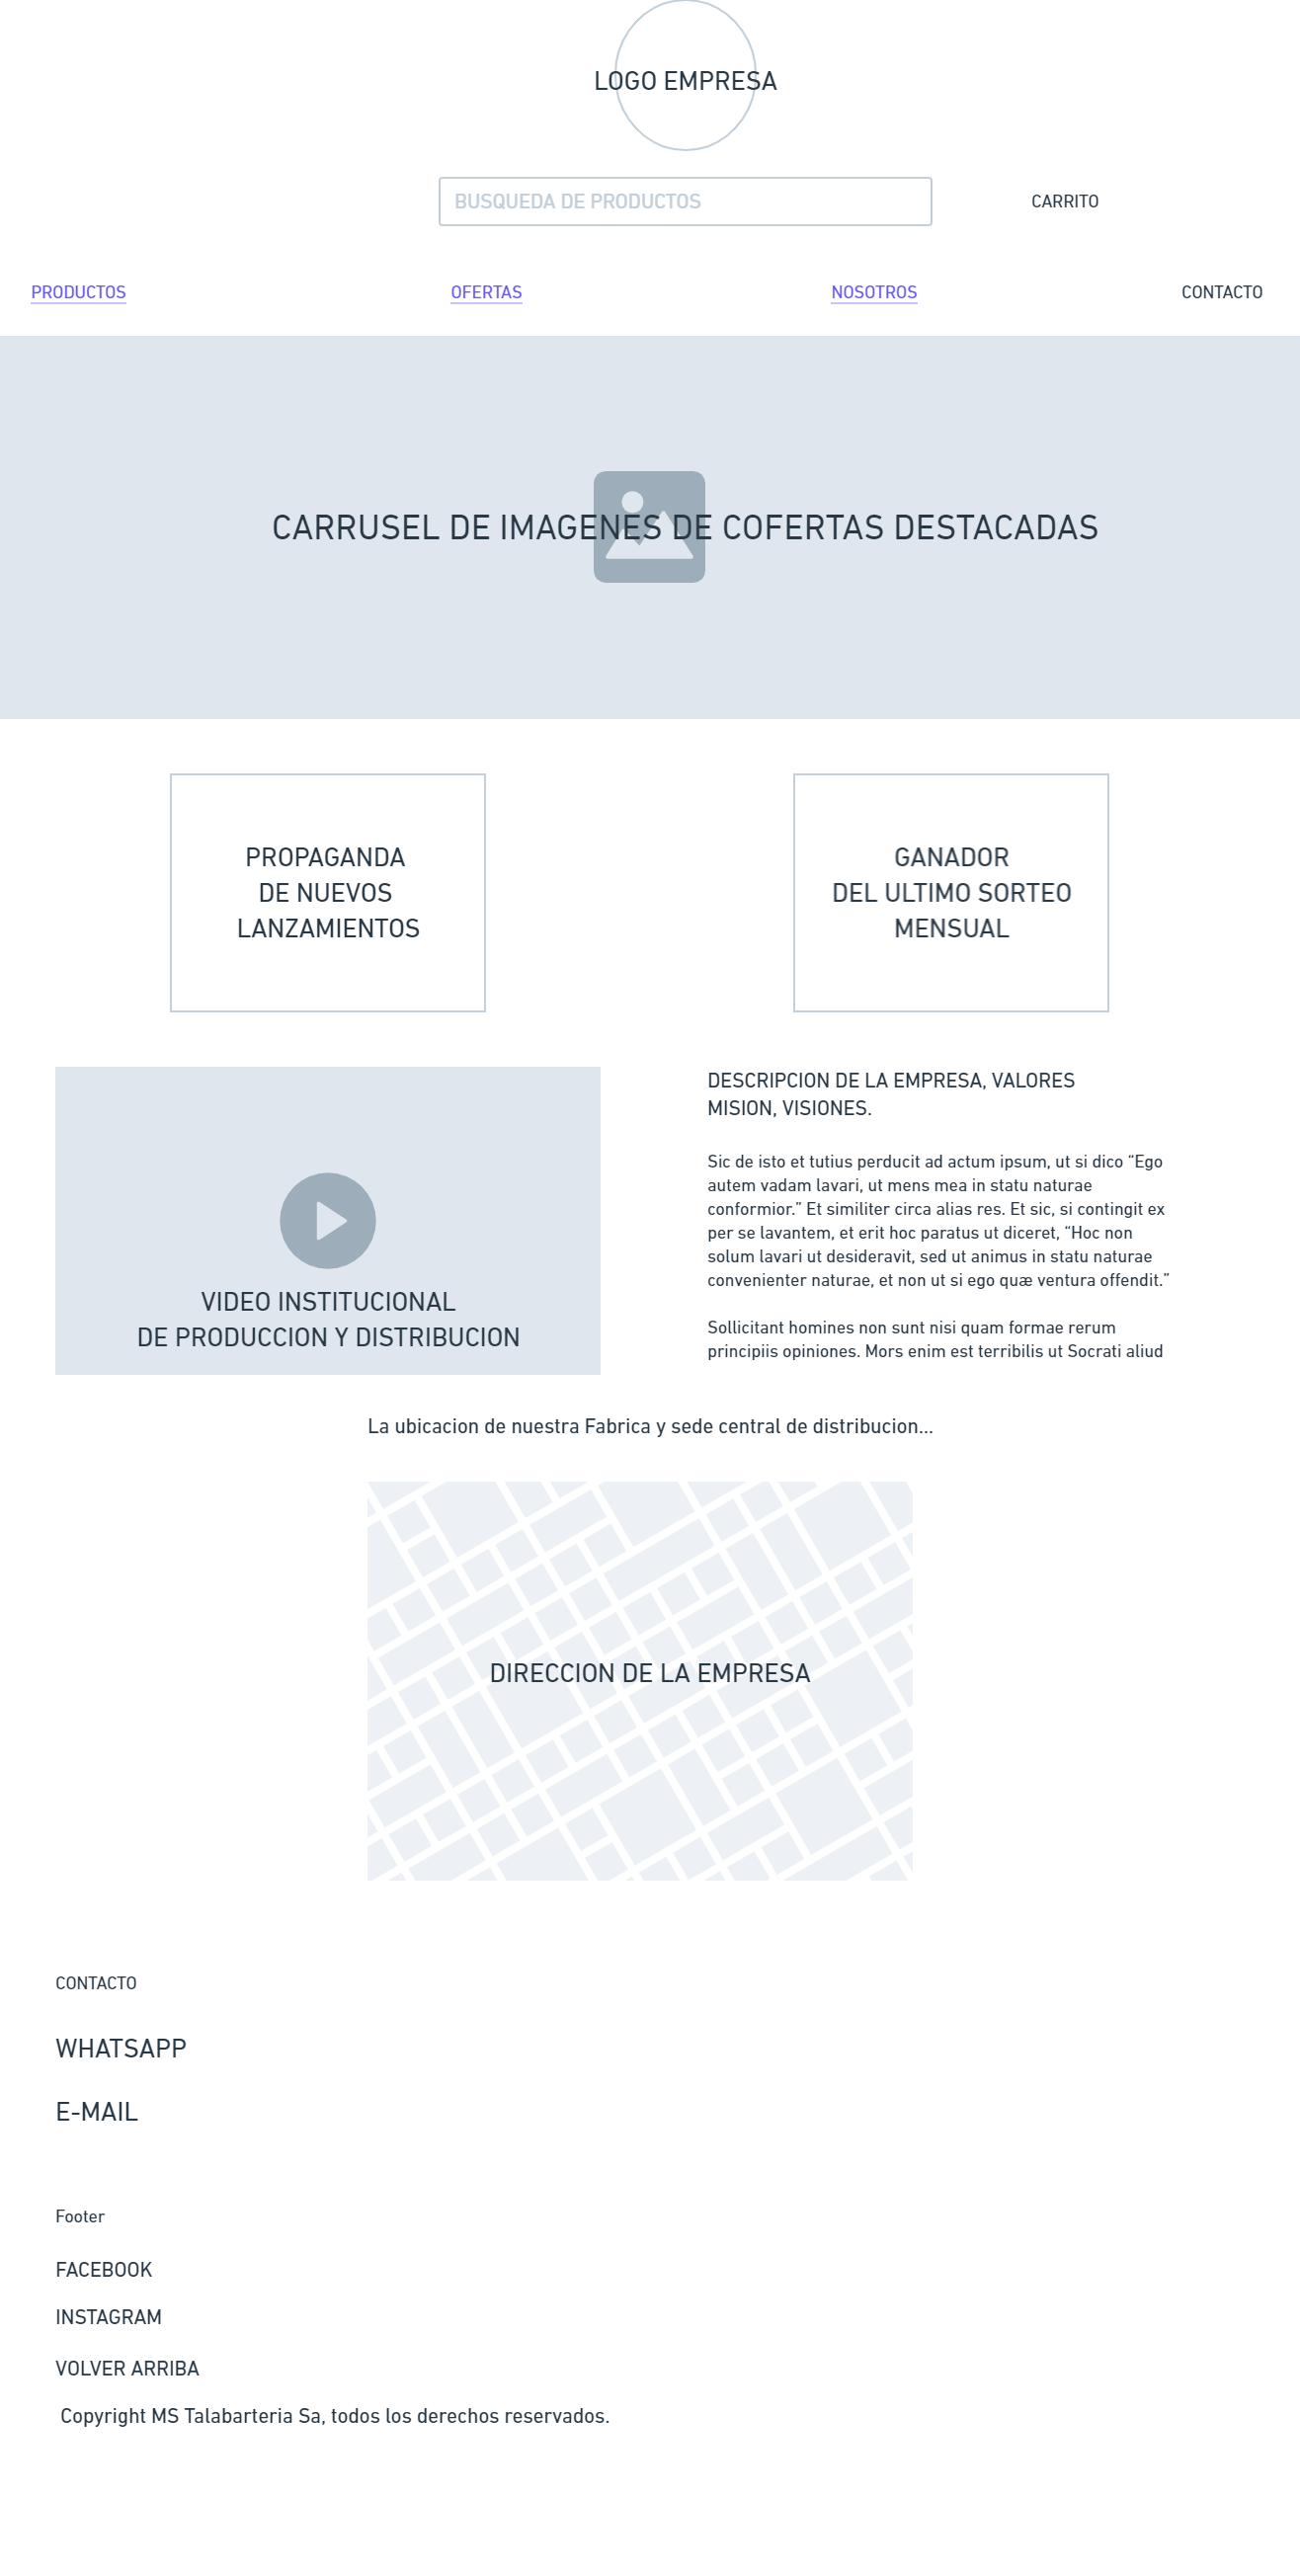 LOGO EMPRESA
BUSQUEDA DE PRODUCTOS
CARRITO
PRODUCTOS
OFERTAS
NOSOTROS
CONTACTO
CARRUSEL DE IMAGENES DE COFERTAS DESTACADAS
PROPAGANDA
DE NUEVOS
LANZAMIENTOS
GANADOR
DEL ULTIMO SORTEO
MENSUAL
VIDEO INSTITUCIONAL
DE PRODUCCION Y DISTRIBUCION
DESCRIPCION DE LA EMPRESA, VALORES
MISION, VISIONES.
Sic de isto et tutius perducit ad actum ipsum, ut si dico “Ego
autem vadam lavari, ut mens mea in statu naturae
conformior.” Et similiter circa alias res. Et sic, si contingit ex
per se lavantem, et erit hoc paratus ut diceret, “Hoc non
solum lavari ut desideravit, sed ut animus in statu naturae
convenienter naturae, et non ut si ego quæ ventura offendit.”
Sollicitant homines non sunt nisi quam formae rerum
principiis opiniones. Mors enim est terribilis ut Socrati aliud
La ubicacion de nuestra Fabrica y sede central de distribucion...
DIRECCION DE LA EMPRESA
CONTACTO
WHATSAPP
E-MAIL
Footer
FACEBOOK
INSTAGRAM
VOLVER ARRIBA
Copyright MS Talabarteria Sa, todos los derechos reservados.